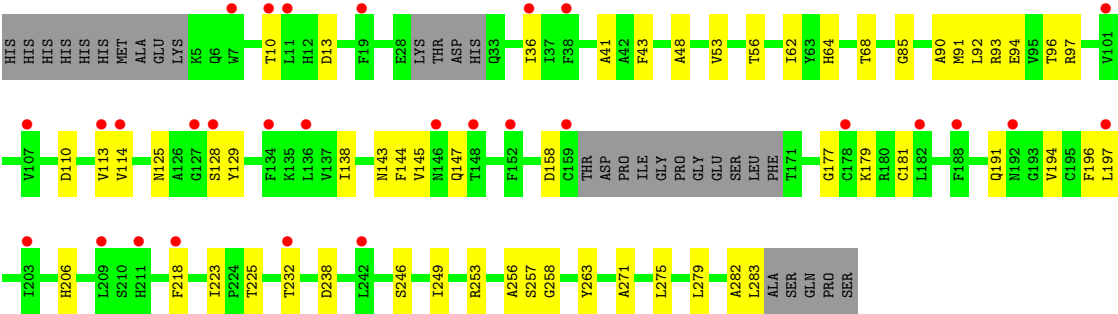 HIS HIS HIS HIS HIS HIS MET ALA GLU LYS K5 Q6 W7 T10 L11 H12 D13 F19 E28 LYS THR ASP HIS Q33 I36 I37 F38 A41 A42 F43 A48 V53 T56 I62 Y63 H64 T68 G85 A90 M91 L92 R93 E94 V95 T96 R97 V101
V107 D110 V113 V114 N125 A126 G127 S128 Y129 F134 K135 L136 V137 I138 N143 F144 V145 N146 Q147 T148 F152 D158 C159 THR ASP PRO ILE GLY PRO GLY GLU SER LEU PHE T171 G177 C178 K179 R180 C181 L182 F188 Q191 N192 G193 V194 C195 F196 L197
I203 H206 L209 S210 H211 F218 I223 P224 T225 T232 D238 L242 S246 I249 R253 A256 S257 G258 Y263 A271 L275 L279 A282 L283 ALA SER GLN PRO SER